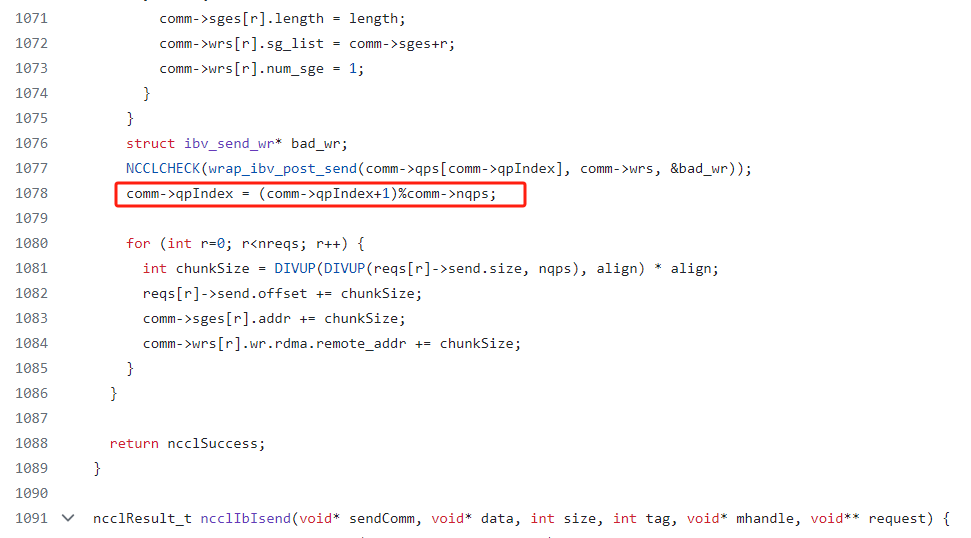 1071 comm->sges[r].length = length;
1072 comm->wrs[r].sg_list = comm->sges+r;
1073 comm->wrs[r].num_sge = 1;
1074 }
1075 }
1076 struct ibv_send_wr* bad_wr;
1077 NCCLCHECK(wrap_ibv_post_send(comm->qps[comm->qpIndex], comm->wrs, &bad_wr));
1078 comm->qpIndex = (comm->qpIndex+1)%comm->nqps;
1079
1080 for (int r=0; r<nreqs; r++) {
1081 int chunkSize = DIVUP(DIVUP(reqs[r]->send.size, nqps), align) * align;
1082 reqs[r]->send.offset += chunkSize;
1083 comm->sges[r].addr += chunkSize;
1084 comm->wrs[r].wr.rdma.remote_addr += chunkSize;
1085 }
1086 }
1087
1088 return ncclSuccess;
1089 }
1090
1091 ncclResult_t ncclIbIsend(void* sendComm, void* data, int size, int tag, void* mhandle, void** request) {